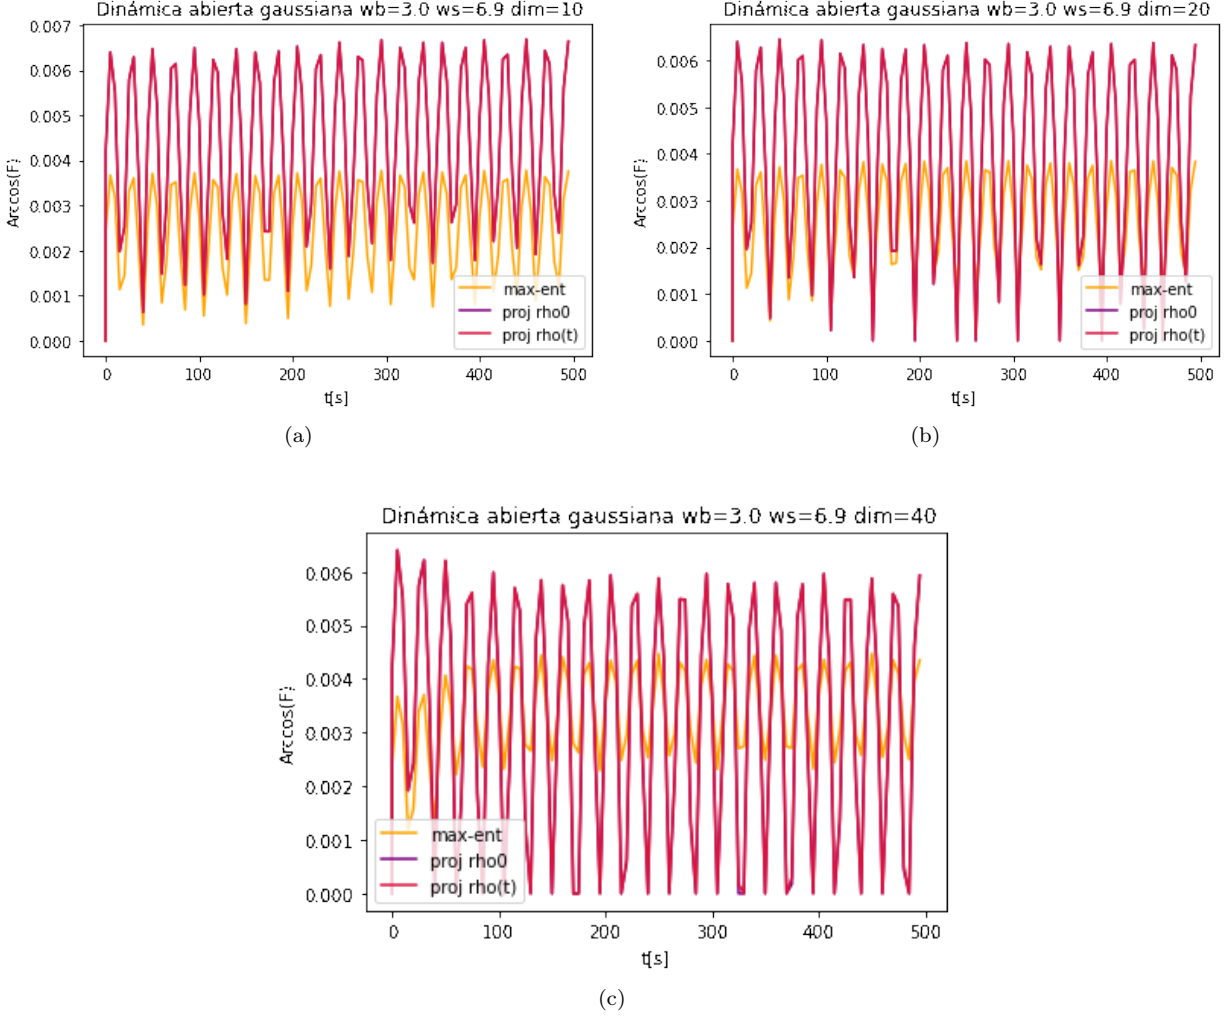 Dinámica abierta gaussiana wb=3.0 ws=6.9 dim=10
0.007
0.006
0.005
0.004
0.003
0.002
0.001
0.000
Arccos(F)
max-ent
proj rho0
proj rho(t)
0 100 200 300 400 500
t[s]
(a)
Dinámica abierta gaussiana wb=3.0 ws=6.9 dim=20
0.006
0.005
0.004
0.003
0.002
0.001
0.000
Arccos(F)
max-ent
proj rho0
proj rho(t)
0 100 200 300 400 500
t[s]
(b)
Dinámica abierta gaussiana wb=3.0 ws=6.9 dim=40
0.006
0.005
0.004
0.003
0.002
0.001
0.000
Arccos(F)
max-ent
proj rho0
proj rho(t)
0 100 200 300 400 500
t[s]
(c)